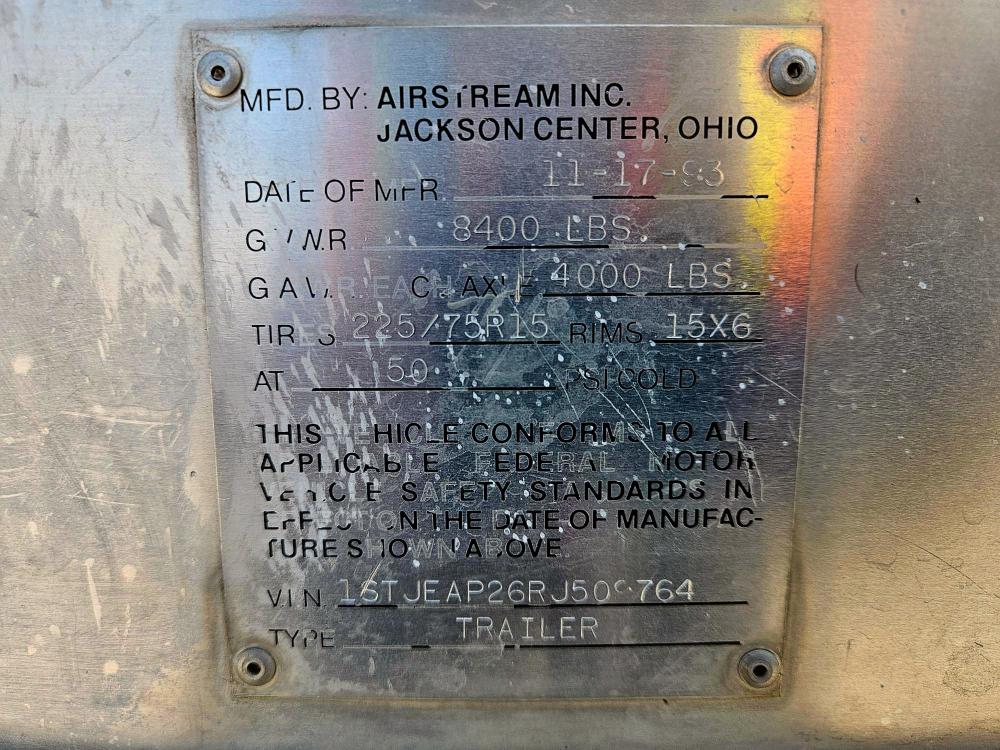 MFD. BY: AIRSTREAM INC.
JACKSON CENTER, OHIO
DATE OF MFR 11-17-93
G.V.W.R 8400 LBS
G.A.W.R. EACH AXLE 4000 LBS
TIRES 225/75R15 RIMS 15X6
AT 50 PSI COLD
THIS VEHICLE CONFORMS TO ALL
APPLICABLE FEDERAL MOTOR
VEHICLE SAFETY STANDARDS IN
EFFECT ON THE DATE OF MANUFAC-
TURE SHOWN ABOVE
V.I.N.
TYPE TRAILER